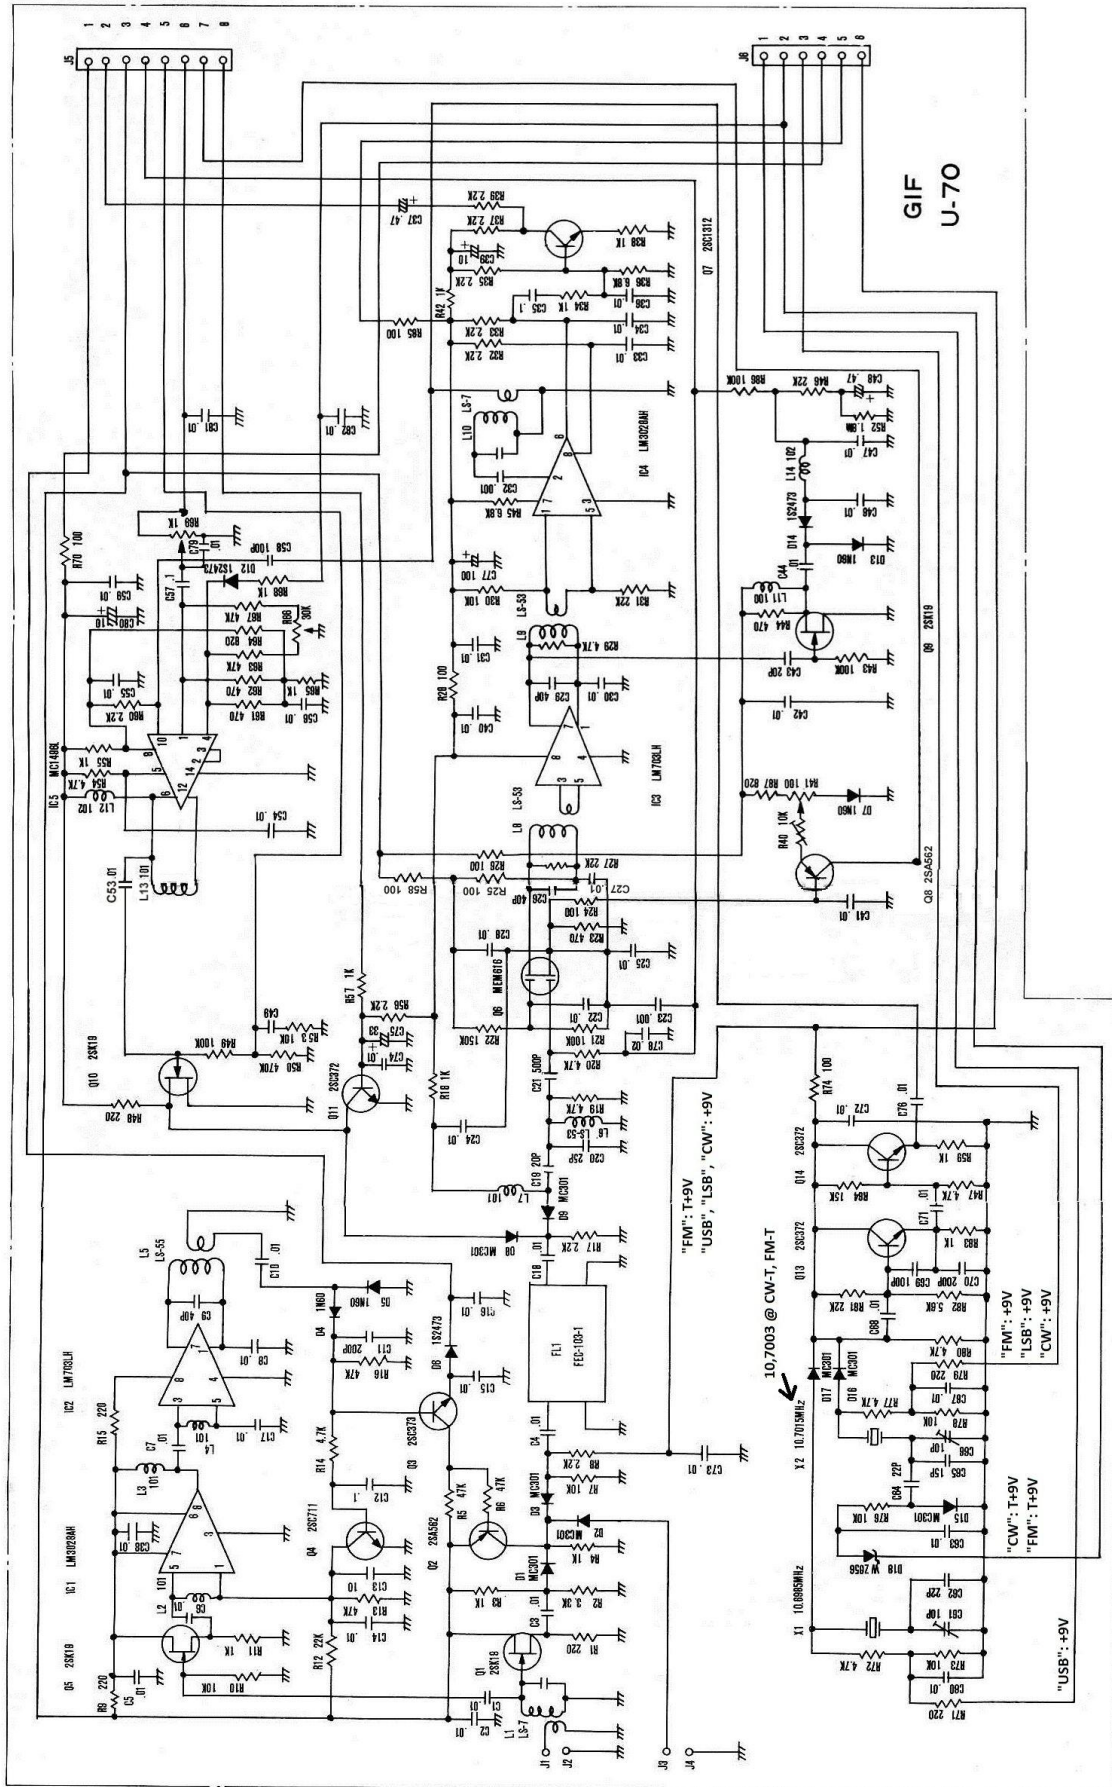 GIF
U-70
J5
1
2
3
4
5
6
7
8
J6
1
2
3
4
5
6
Q5 2SK19
IC1 LM3028AH
IC2 LM703LH
R9 220
C5 .01
R10 10K
R11 1K
L2 101
C6 .01
C38 .01
L3 101
C7 .01
L4 101
C17 .01
R15 220
C8 .01
C9 40P
L5 LS-55
C10 .01
R12 22K
C14 .01
R13 47K
C13 10
Q4 2SC711
C12 .1
R14 4.7K
R16 47K
C11 200P
D4 1N60
D5 1N60
Q2 2SA562
Q3 2SC373
R5 47K
R6 47K
C15 .01
D6 1S2473
C16 .01
J1
J2
J3
J4
L1 LS-7
C1 .01
C2 .01
Q1 2SK19
R1 220
C3 .01
R2 3.3K
R3 1K
D1 MC301
R4 1K
D2 MC301
D3 MC301
R7 10K
R8 2.2K
C4 .01
C73 .01
FL1
FEC-103-1
C18 .01
R17 2.2K
D8 MC301
D9 MC301
L7 101
C19 20P
C20 25P
L6 LS-53
R19 4.7K
C21 500P
R18 1K
C24 .01
Q10 2SK19
R48 220
R49 100K
R50 470K
R53 10K
C49
Q11 2SC372
C74 .01
C75 33
R56 2.2K
R57 1K
C53 .01
L13 101
C54 .01
IC5 MC1496L
L12 102
R54 4.7K
R55 1K
R60 2.2K
C55 .01
R61 470
R62 470
R63 47K
R64 820
R67 47K
R65 1K
C56 .01
R66 30K
R68 1K
D12 1S2473
C57 .1
C79 .01
R69 1K
C58 100P
C80 10
C59 .01
R70 100
C81 .01
C82 .01
Q6 MEM616
R20 4.7K
R21 100K
R22 150K
C22 .01
C23 .001
C78 .02
C25 .01
C28 .01
R23 470
R24 100
R25 100
R26 100
R58 100
C26 40P
C27 .01
R27 22K
L8 LS-53
IC3 LM703LH
C40 .01
R28 100
C31 .01
C29 40P
C30 .01
R29 4.7K
L9 LS-53
R30 10K
R31 22K
C77 100
IC4 LM3028AH
R45 6.8K
C32 .001
L10 LS-7
R32 2.2K
R33 2.2K
C33 .01
C34 .01
R85 100
R42 1K
C35 .1
R34 1K
C36 .01
R35 2.2K
R36 6.8K
C39 10
R37 2.2K
R39 2.2K
R38 1K
C37 .47
Q7 2SC1312
Q8 2SA562
C41 .01
R40 10K
R41 100
R87 820
D7 1N60
C42 .01
C43 20P
R43 100K
R44 470
L11 100
Q9 2SK19
C44 .01
D13 1N60
D14 1S2473
C46 .01
L14 102
C47 .01
R86 100K
R46 22K
R52 1.8M
C48 .47
"FM": T+9V
"USB", "LSB", "CW": +9V
10,7003 @ CW-T, FM-T
X1 10.6985MHz
X2 10.7015MHz
R71 220
R72 4.7K
R73 10K
C60 .01
C61 10P
C62 22P
D18 W Z056
C63 .01
D15 MC301
R76 10K
C64 22P
C65 15P
C66 10P
R77 4.7K
R78 10K
C67 .01
R79 220
D16 MC301
D17 MC301
R80 4.7K
C68 .01
R81 22K
R82 5.6K
Q13 2SC372
C69 100P
C70 200P
R83 1K
C71 .01
R84 15K
R47 4.7K
Q14 2SC372
R59 1K
C72 .01
R74 100
C76 .01
"USB": +9V
"CW": T+9V
"FM": T+9V
"FM": +9V
"LSB": +9V
"CW": +9V